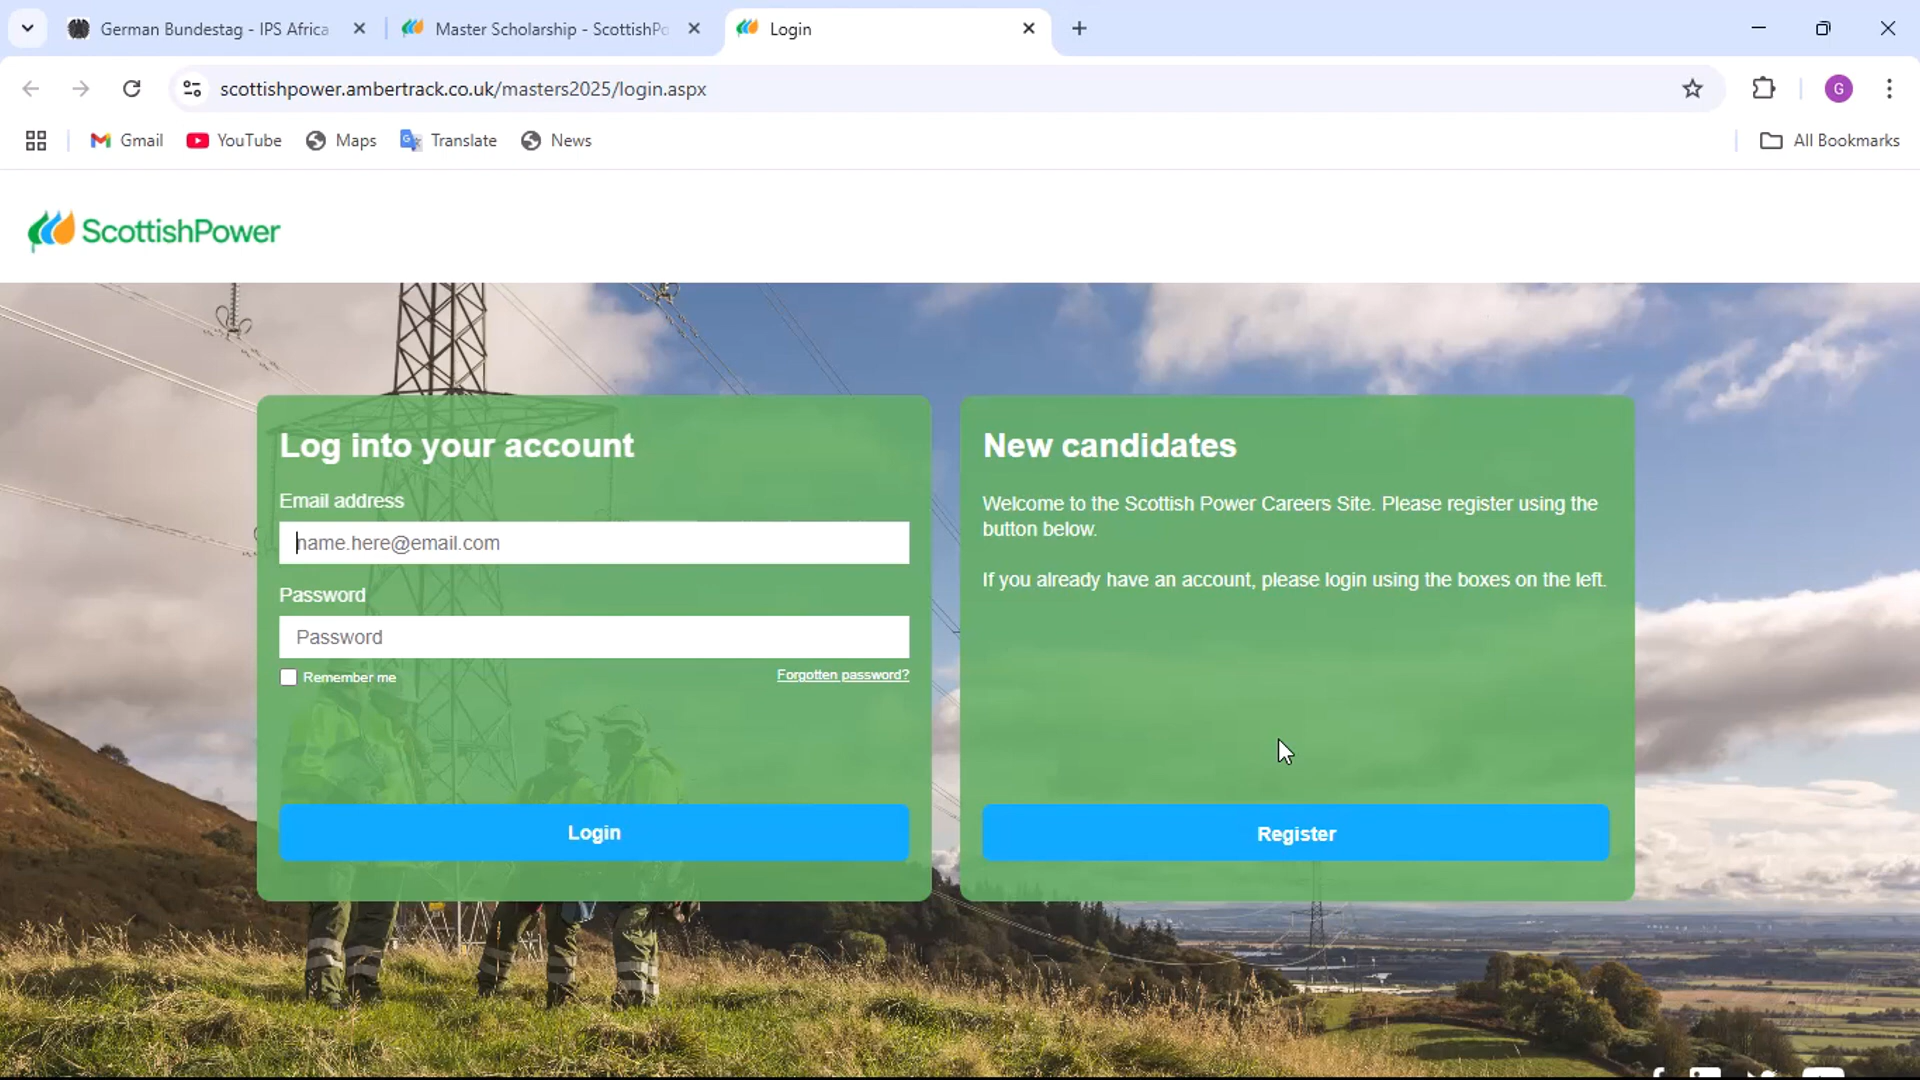 German Bundestag - IPS Africa
Master Scholarship - ScottishPo
Login
scottishpower.ambertrack.co.uk/masters2025/login.aspx
G
Gmail
YouTube
Maps
Translate
News
All Bookmarks
ScottishPower
Log into your account
Email address
name.here@email.com
Password
Password
Remember me
Forgotten password?
Login
New candidates
Welcome to the Scottish Power Careers Site. Please register using the
button below.
If you already have an account, please login using the boxes on the left.
Register